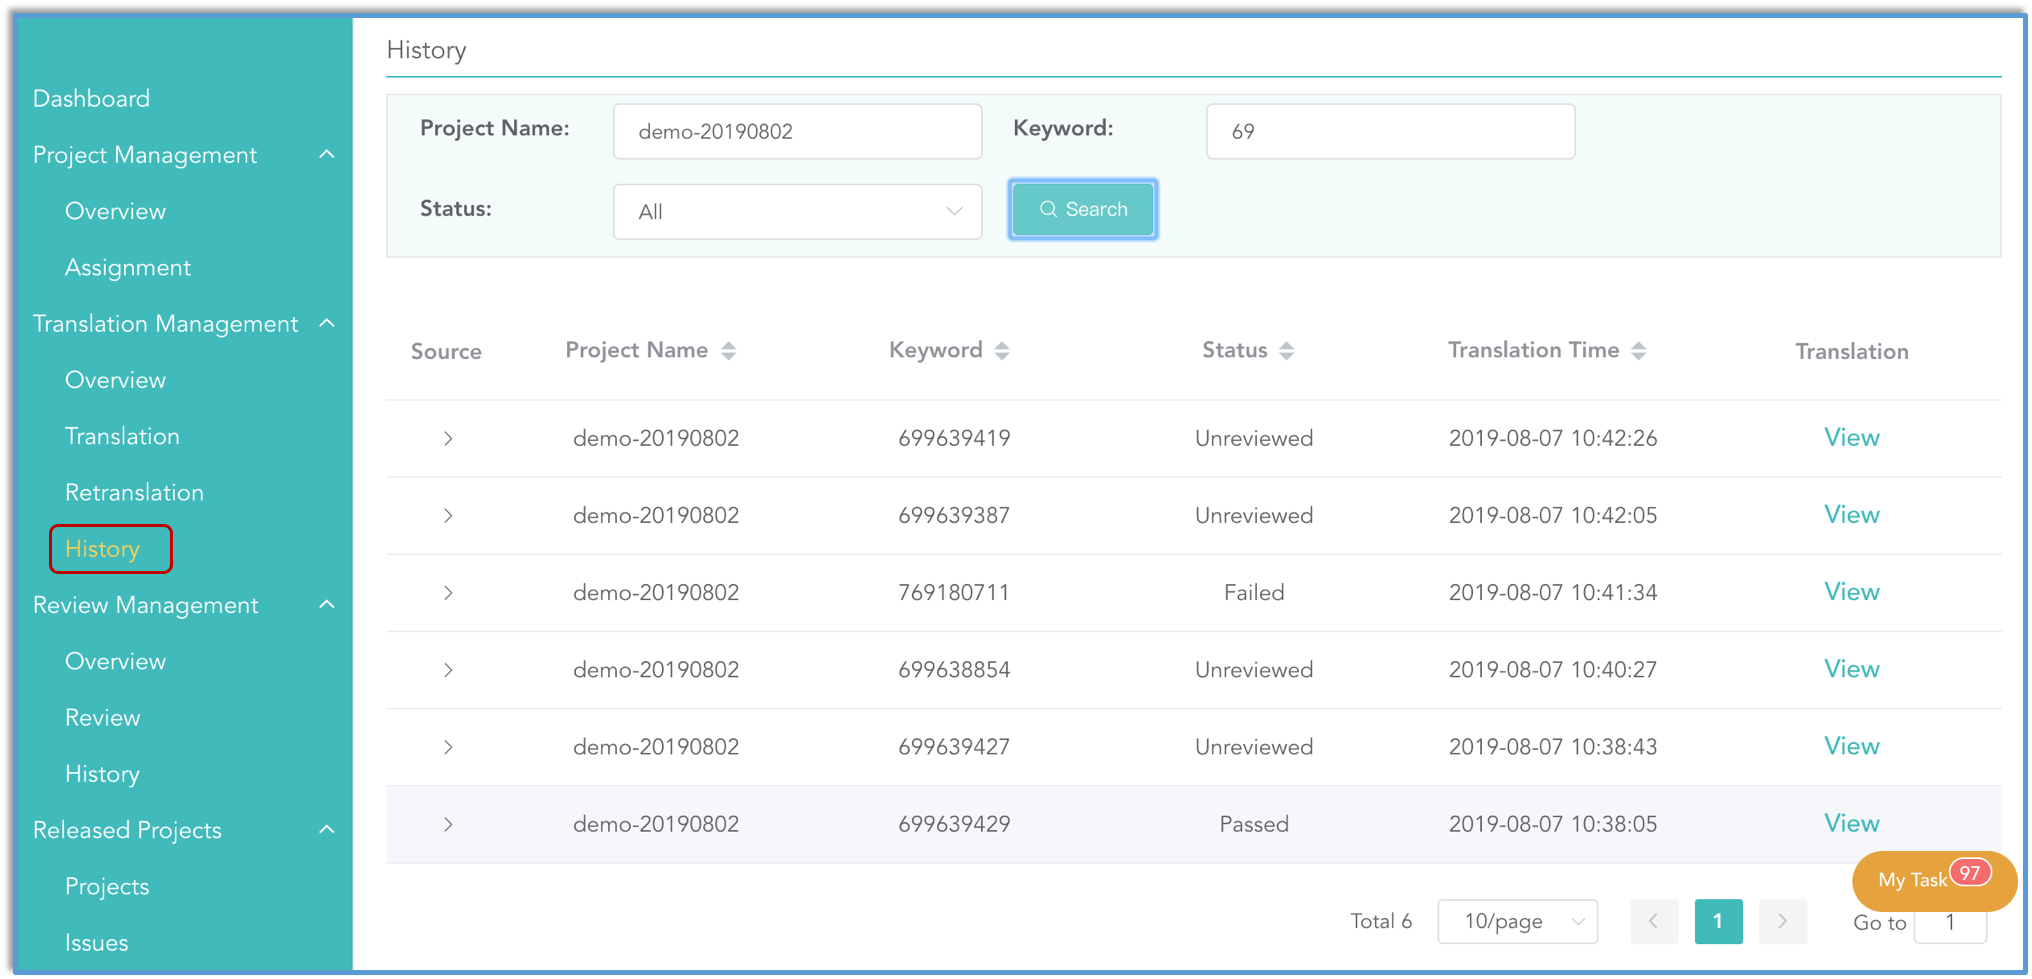 Dashboard
Project Management
Overview
Assignment
Translation Management
Overview
Translation
Retranslation
History
Review Management
Overview
Review
History
Released Projects
Projects
Issues
History
Project Name: demo-20190802 Keyword: 69
Status: All Search
Source Project Name Keyword Status Translation Time Translation
demo-20190802 699639419 Unreviewed 2019-08-07 10:42:26 View
demo-20190802 699639387 Unreviewed 2019-08-07 10:42:05 View
demo-20190802 769180711 Failed 2019-08-07 10:41:34 View
demo-20190802 699638854 Unreviewed 2019-08-07 10:40:27 View
demo-20190802 699639427 Unreviewed 2019-08-07 10:38:43 View
demo-20190802 699639429 Passed 2019-08-07 10:38:05 View
My Task 97
Total 6 10/page 1 Go to 1